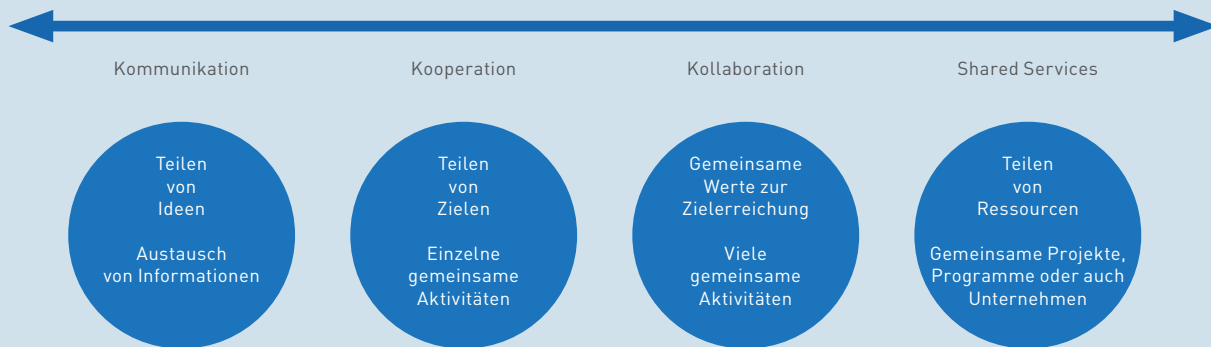 Kommunikation
Kooperation
Kollaboration
Shared Services
Teilen
von
Ideen
Austausch
von Informationen
Teilen
von
Zielen
Einzelne
gemeinsame
Aktivitäten
Gemeinsame
Werte zur
Zielerreichung
Viele
gemeinsame
Aktivitäten
Teilen
von
Ressourcen
Gemeinsame Projekte,
Programme oder auch
Unternehmen